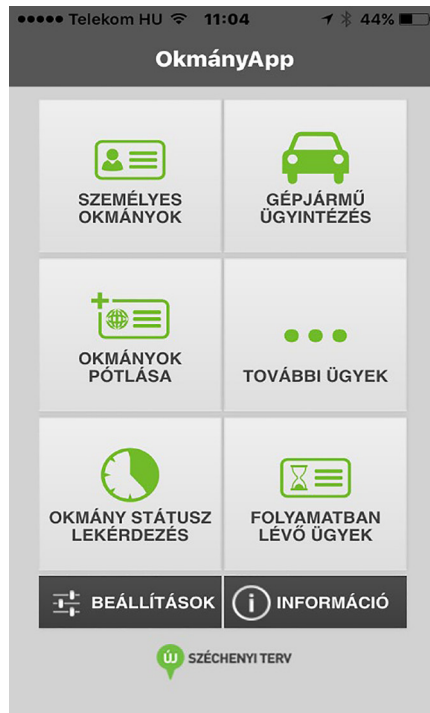 Telekom HU 11:04 44%
OkmányApp
SZEMÉLYES
OKMÁNYOK
GÉPJÁRMŰ
ÜGYINTÉZÉS
OKMÁNYOK
PÓTLÁSA
TOVÁBBI ÜGYEK
OKMÁNY STÁTUSZ
LEKÉRDEZÉS
FOLYAMATBAN
LÉVŐ ÜGYEK
BEÁLLÍTÁSOK
i INFORMÁCIÓ
ÚJ SZÉCHENYI TERV